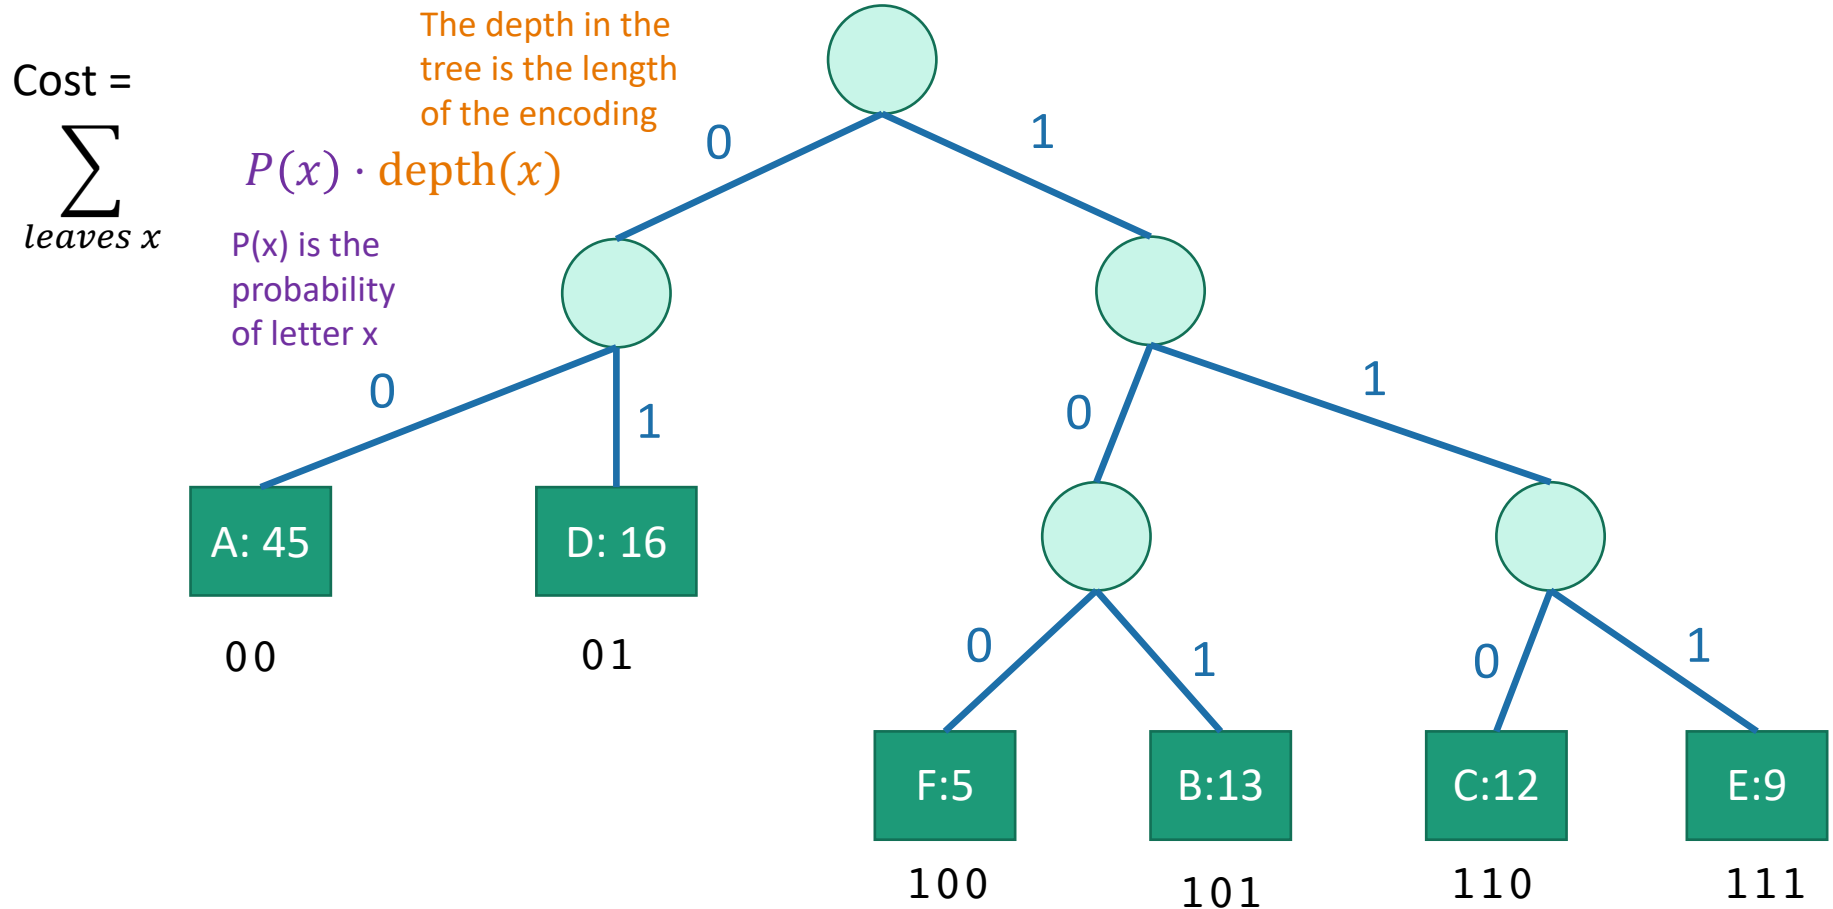 The depth in the
tree is the length
of the encoding
Cost =
∑
leaves x
P(x) · depth(x)
P(x) is the
probability
of letter x
0
1
0
1
0
1
A: 45
D: 16
00
01
0
1
0
1
F:5
B:13
C:12
E:9
100
101
110
111